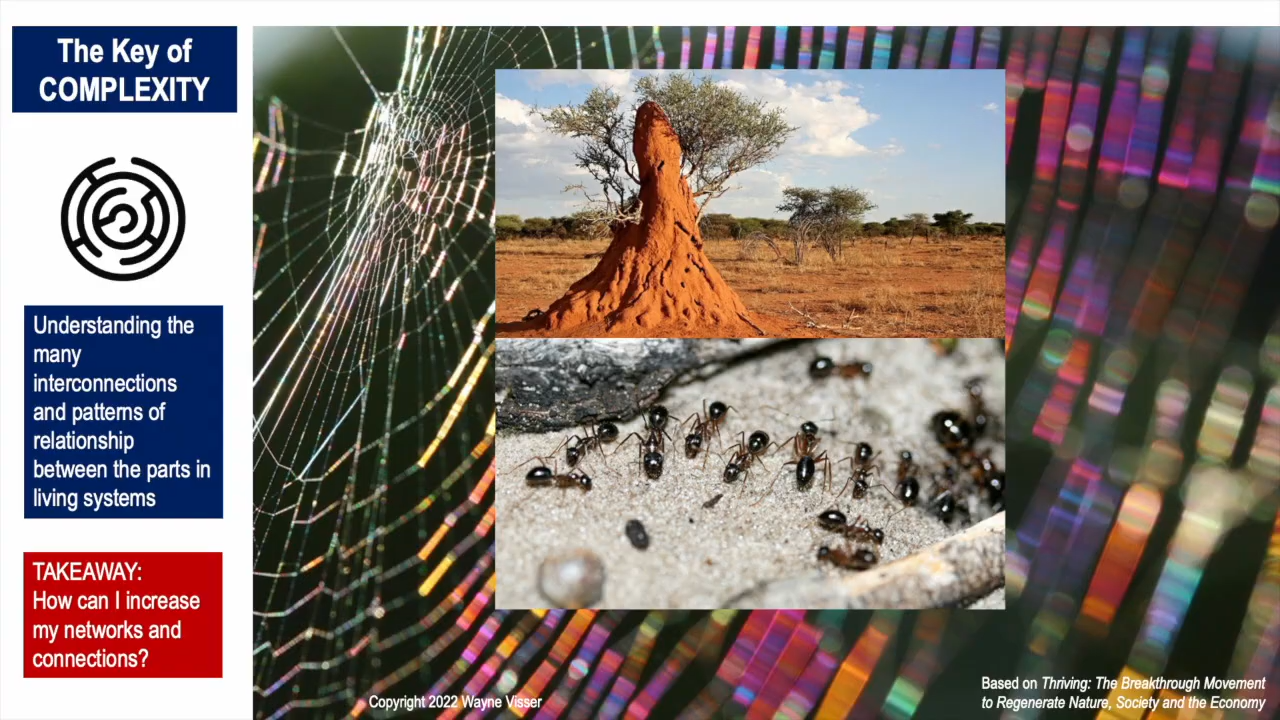 The Key of
COMPLEXITY
Understanding the
many
interconnections
and patterns of
relationship
between the parts in
living systems
TAKEAWAY:
How can I increase
my networks and
connections?
Copyright 2022 Wayne Visser
Based on Thriving: The Breakthrough Movement
to Regenerate Nature, Society and the Economy